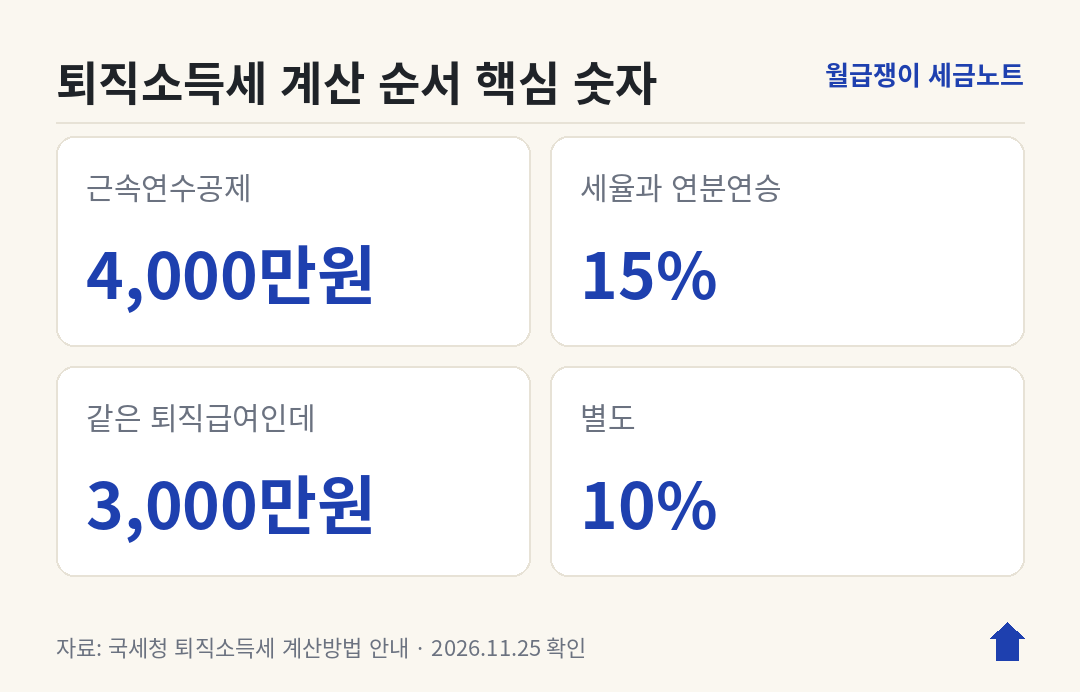 퇴직소득세 계산 순서 핵심 숫자
월급쟁이 세금노트
근속연수공제
4,000만원
세율과 연분연승
15%
같은 퇴직급여인데
3,000만원
별도
10%
자료: 국세청 퇴직소득세 계산방법 안내 · 2026.11.25 확인